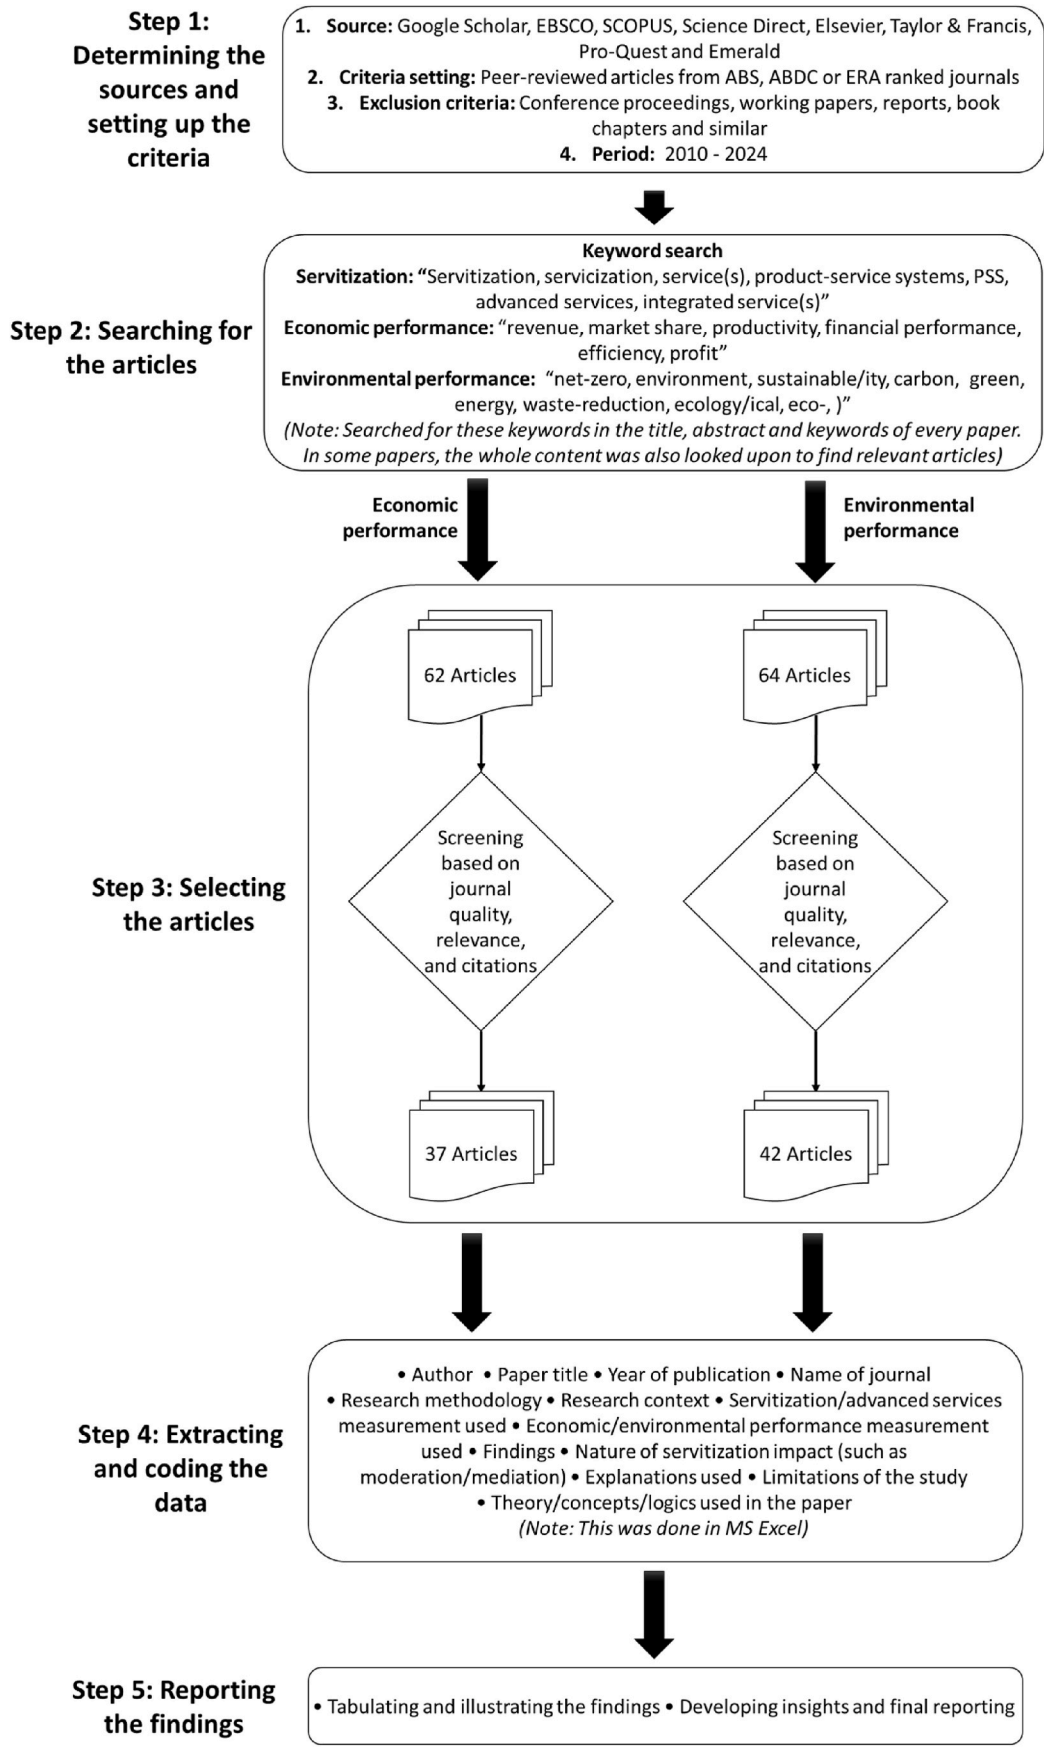 Step 1:
Determining the
sources and
setting up the
criteria
1. Source: Google Scholar, EBSCO, SCOPUS, Science Direct, Elsevier, Taylor & Francis,
Pro-Quest and Emerald
2. Criteria setting: Peer-reviewed articles from ABS, ABDC or ERA ranked journals
3. Exclusion criteria: Conference proceedings, working papers, reports, book
chapters and similar
4. Period: 2010 - 2024
Step 2: Searching for
the articles
Keyword search
Servitization: “Servitization, servicization, service(s), product-service systems, PSS,
advanced services, integrated service(s)”
Economic performance: “revenue, market share, productivity, financial performance,
efficiency, profit”
Environmental performance: “net-zero, environment, sustainable/ity, carbon, green,
energy, waste-reduction, ecology/ical, eco-, )”
(Note: Searched for these keywords in the title, abstract and keywords of every paper.
In some papers, the whole content was also looked upon to find relevant articles)
Economic
performance
Environmental
performance
Step 3: Selecting
the articles
62 Articles
Screening
based on
journal
quality,
relevance,
and citations
37 Articles
64 Articles
Screening
based on
journal
quality,
relevance,
and citations
42 Articles
Step 4: Extracting
and coding the
data
• Author • Paper title • Year of publication • Name of journal
• Research methodology • Research context • Servitization/advanced services
measurement used • Economic/environmental performance measurement
used • Findings • Nature of servitization impact (such as
moderation/mediation) • Explanations used • Limitations of the study
• Theory/concepts/logics used in the paper
(Note: This was done in MS Excel)
Step 5: Reporting
the findings
• Tabulating and illustrating the findings • Developing insights and final reporting